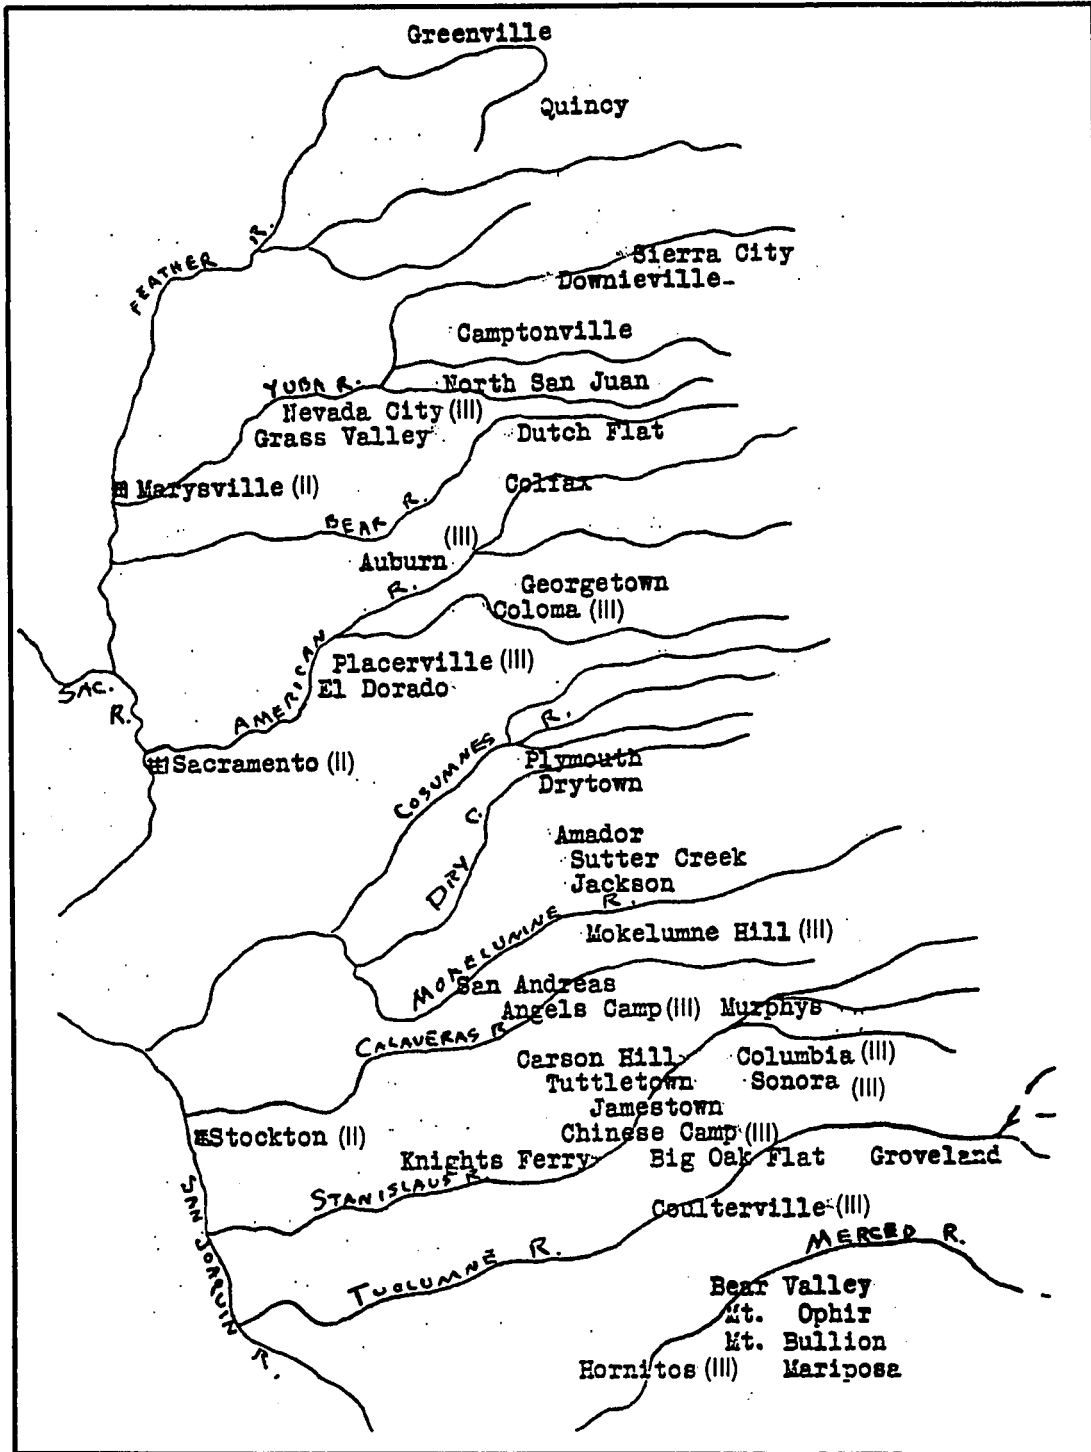 Greenville
Quincy
FEATHER R.
Sierra City
Downieville
Camptonville
YUBA R.
North San Juan
Nevada City (III)
Grass Valley
Dutch Flat
Marysville (II)
Colfax
BEAR R.
(III)
Auburn
Georgetown
Coloma (III)
AMERICAN R.
Placerville (III)
El Dorado
SAC. R.
Sacramento (II)
COSUMNES R.
Plymouth
Drytown
DRY C.
Amador
Sutter Creek
Jackson
MOKELUMNE R.
Mokelumne Hill (III)
San Andreas
Angels Camp (III)
Murphys
CALAVERAS R
Carson Hill
Columbia (III)
Tuttletown
Sonora (III)
Jamestown
Stockton (II)
Chinese Camp (III)
Knights Ferry
Big Oak Flat
Groveland
STANISLAUS R.
Coulterville (III)
SAN JOAQUIN R.
TUOLUMNE R.
MERCED R.
Bear Valley
Mt. Ophir
Mt. Bullion
Hornitos (III)
Mariposa